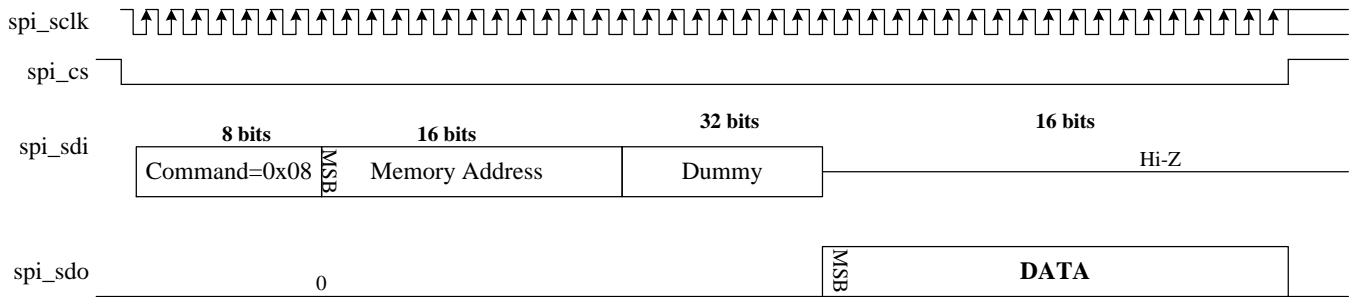 spi_sclk
spi_cs
8 bits 16 bits 32 bits 16 bits
spi_sdi Command=0x08 MSB Memory Address Dummy Hi-Z
spi_sdo 0 MSB DATA